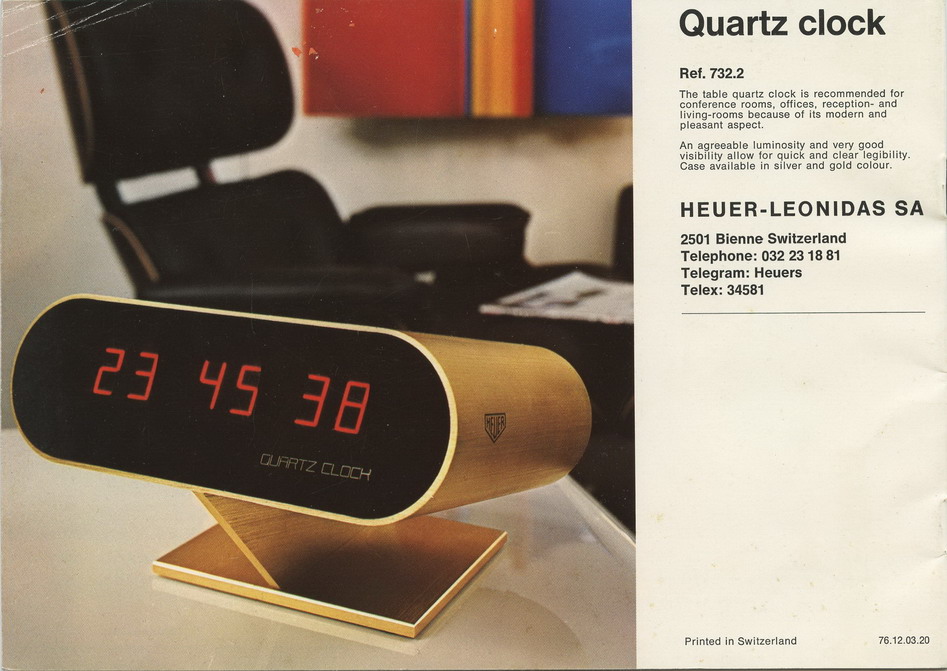 Quartz clock
Ref. 732.2
The table quartz clock is recommended for
conference rooms, offices, reception- and
living-rooms because of its modern and
pleasant aspect.
An agreeable luminosity and very good
visibility allow for quick and clear legibility.
Case available in silver and gold colour.
HEUER-LEONIDAS SA
2501 Bienne Switzerland
Telephone: 032 23 18 81
Telegram: Heuers
Telex: 34581
23 45 38
QUARTZ CLOCK
HEUER
Printed in Switzerland
76.12.03.20